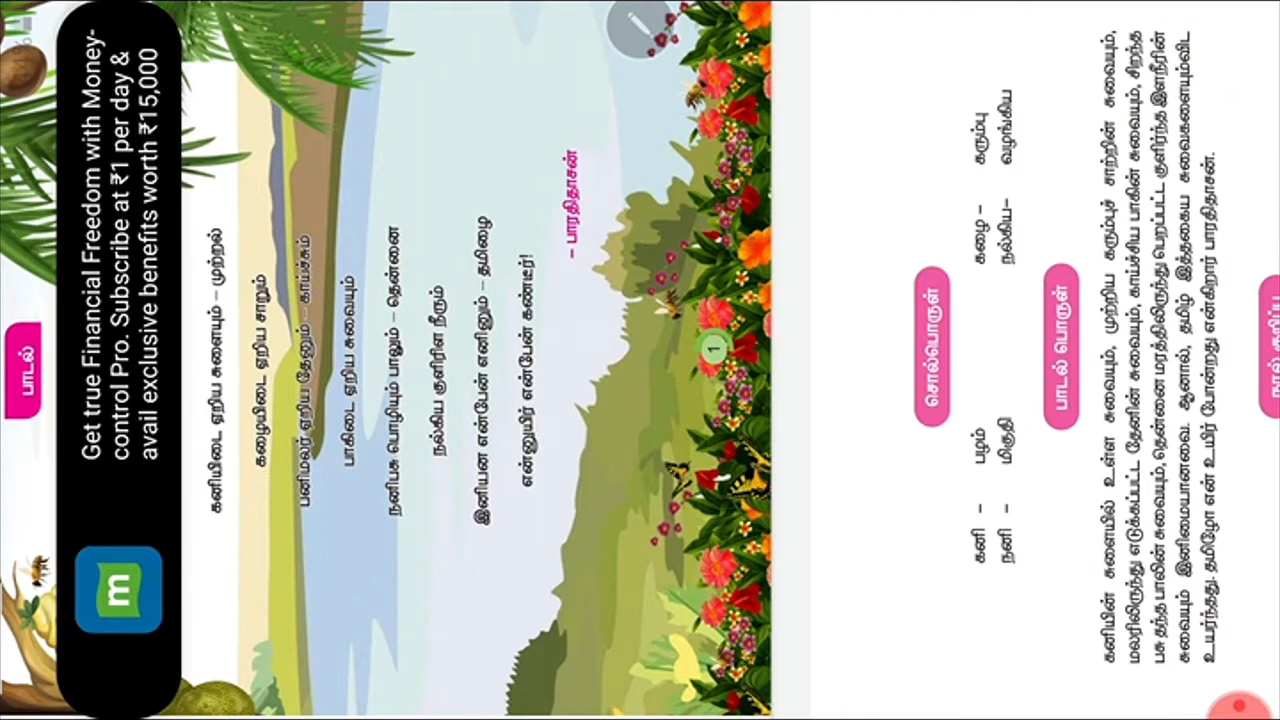 Get true Financial Freedom with Money-
control Pro. Subscribe at ₹1 per day &
avail exclusive benefits worth ₹15,000
m
பாடல்
கனியிடை ஏறிய சுளையும் – முற்றல்
கழையிடை ஏறிய சாறும்
பனிமலர் ஏறிய தேனும் – காய்ச்சும்
பாகிடை ஏறிய சுவையும்
நனிபசு பொழியும் பாலும் – தென்னை
நல்கிய குளிரிள நீரும்
இனியன என்பேன் எனினும் – தமிழை
என்னுயிர் என்பேன் கண்டீர்!
– பாரதிதாசன்
1
சொல்பொருள்
கனி – பழம் கழை – கரும்பு
நனி – மிகுதி நல்கிய– வழங்கிய
பாடல் பொருள்
கனியின் சுளையில் உள்ள சுவையும், முற்றிய கரும்புச் சாற்றின் சுவையும்,
மலரிலிருந்து எடுக்கப்பட்ட தேனின் சுவையும், காய்ச்சிய பாகின் சுவையும், சிறந்த
பசு தந்த பாலின் சுவையும், தென்னை மரத்திலிருந்து பெறப்பட்ட குளிர்ந்த இளநீரின்
சுவையும் இனிமையானவை. ஆனால், தமிழ் இத்தகைய சுவைகளையும்விட
உயர்ந்தது. தமிழோ என் உயிர் போன்றது என்கிறார் பாரதிதாசன்.